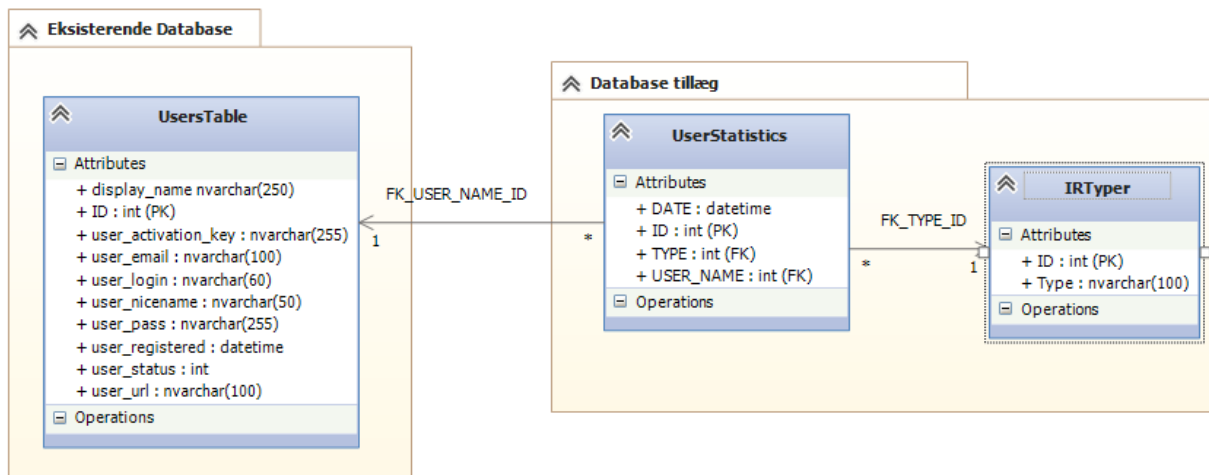 Eksisterende Database
UsersTable
Attributes
+ display_name nvarchar(250)
+ ID : int (PK)
+ user_activation_key : nvarchar(255)
+ user_email : nvarchar(100)
+ user_login : nvarchar(60)
+ user_nicename : nvarchar(50)
+ user_pass : nvarchar(255)
+ user_registered : datetime
+ user_status : int
+ user_url : nvarchar(100)
Operations
FK_USER_NAME_ID
1
*
Database tillæg
UserStatistics
Attributes
+ DATE : datetime
+ ID : int (PK)
+ TYPE : int (FK)
+ USER_NAME : int (FK)
Operations
FK_TYPE_ID
*
1
IRTyper
Attributes
+ ID : int (PK)
+ Type : nvarchar(100)
Operations